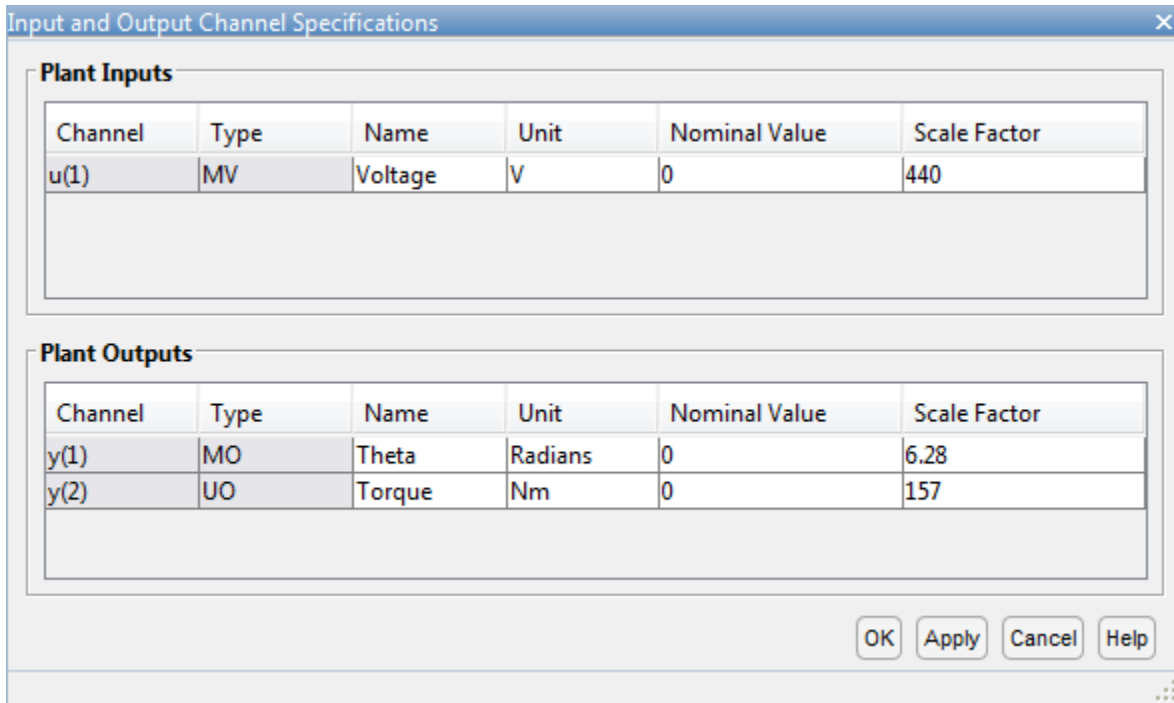 Input and Output Channel Specifications
Plant Inputs
Channel Type Name Unit Nominal Value Scale Factor
u(1) MV Voltage V 0 440
Plant Outputs
Channel Type Name Unit Nominal Value Scale Factor
y(1) MO Theta Radians 0 6.28
y(2) UO Torque Nm 0 157
OK Apply Cancel Help